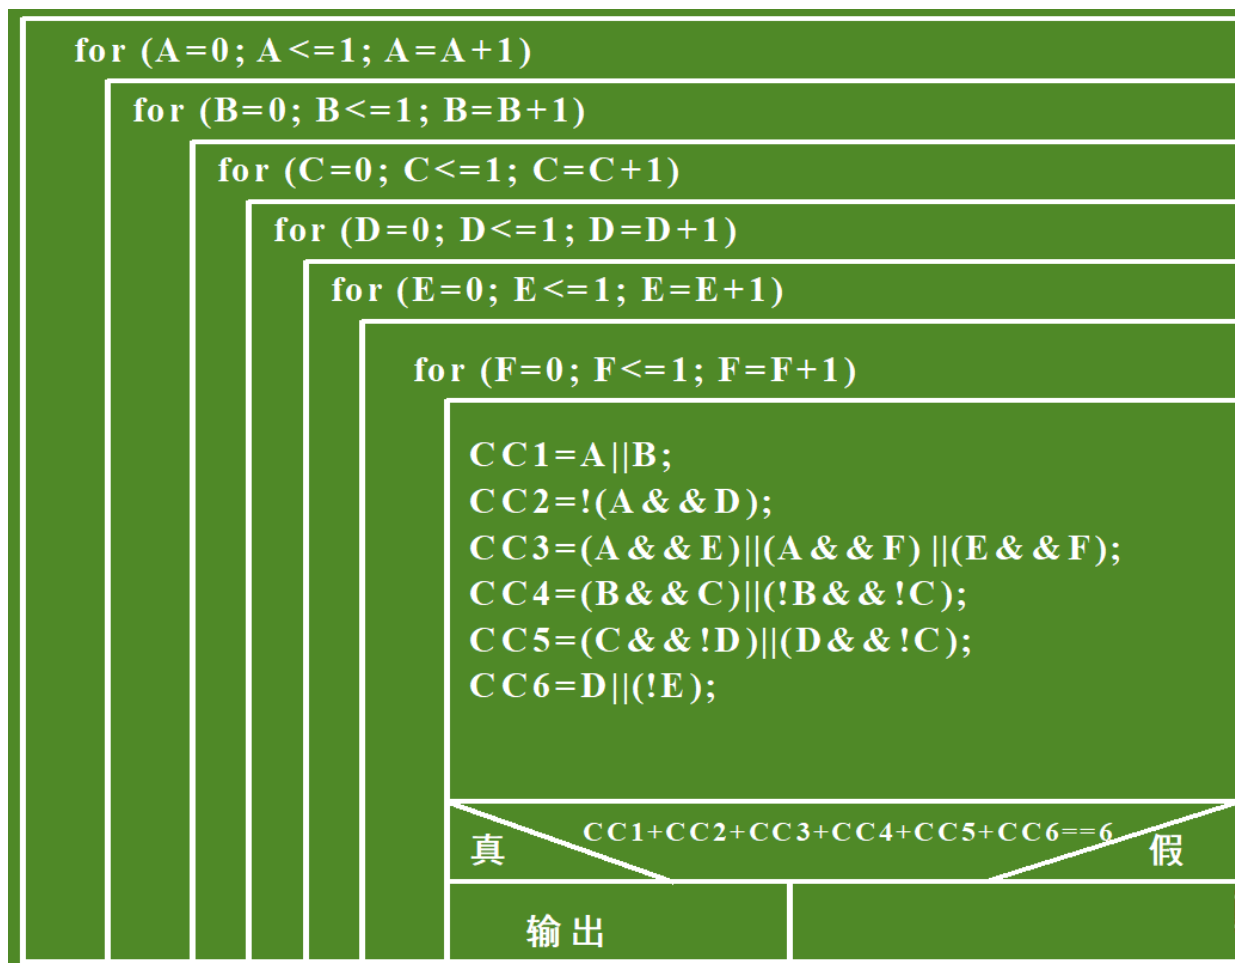 for (A=0; A<=1; A=A+1)
for (B=0; B<=1; B=B+1)
for (C=0; C<=1; C=C+1)
for (D=0; D<=1; D=D+1)
for (E=0; E<=1; E=E+1)
for (F=0; F<=1; F=F+1)
CC1=A||B;
CC2=!(A&&D);
CC3=(A&&E)||(A&&F)||(E&&F);
CC4=(B&&C)||(!B&&!C);
CC5=(C&&!D)||(D&&!C);
CC6=D||(!E);
CC1+CC2+CC3+CC4+CC5+CC6==6
真 假
输出